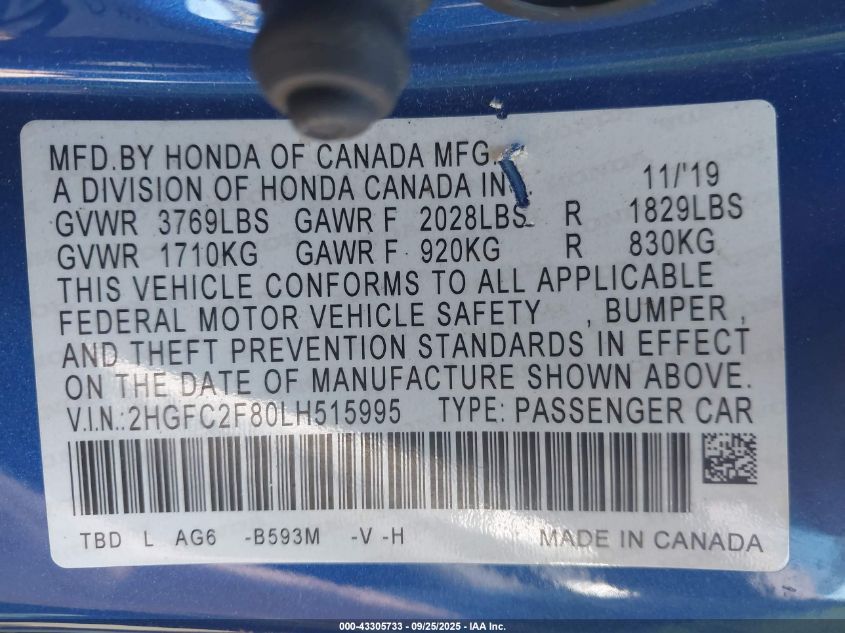 MFD.BY HONDA OF CANADA MFG.
A DIVISION OF HONDA CANADA INC. 11/'19
GVWR 3769LBS GAWR F 2028LBS R 1829LBS
GVWR 1710KG GAWR F 920KG R 830KG
THIS VEHICLE CONFORMS TO ALL APPLICABLE
FEDERAL MOTOR VEHICLE SAFETY , BUMPER ,
AND THEFT PREVENTION STANDARDS IN EFFECT
ON THE DATE OF MANUFACTURE SHOWN ABOVE.
V.I.N.:2HGFC2F80LH515995 TYPE: PASSENGER CAR
TBD L AG6 -B593M -V -H MADE IN CANADA
000-43305733 - 09/25/2025 - IAA Inc.